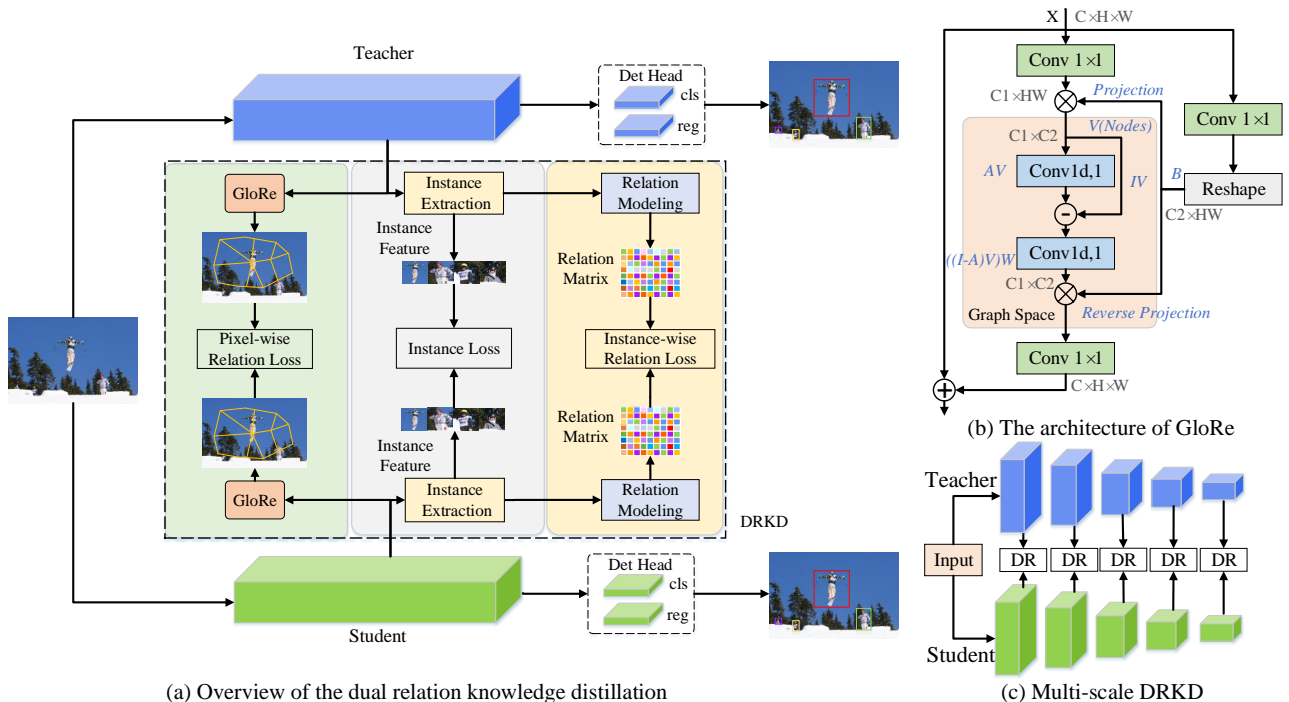 Teacher
Det Head
cls
reg
GloRe
Instance
Extraction
Relation
Modeling
Instance
Feature
Relation
Matrix
Pixel-wise
Relation Loss
Instance Loss
Instance-wise
Relation Loss
Instance
Feature
Relation
Matrix
GloRe
Instance
Extraction
Relation
Modeling
DRKD
Det Head
cls
reg
Student
(a) Overview of the dual relation knowledge distillation
X
C×H×W
Conv 1×1
C1×HW
Projection
V(Nodes)
Conv 1×1
C1×C2
AV
Conv1d,1
IV
B
Reshape
C2×HW
-
((I-A)V)W
Conv1d,1
C1×C2
Graph Space
Reverse Projection
Conv 1×1
C×H×W
(b) The architecture of GloRe
Teacher
Input
DR
DR
DR
DR
DR
Student
(c) Multi-scale DRKD